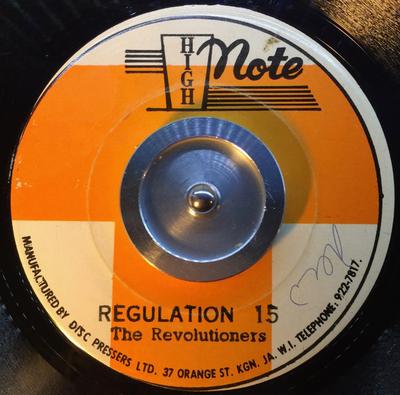 HIGH Note
REGULATION 15
The Revolutioners
MANUFACTURED BY DISC PRESSERS LTD. 37 ORANGE ST. KGN. JA. W.I. TELEPHONE: 922-7817.